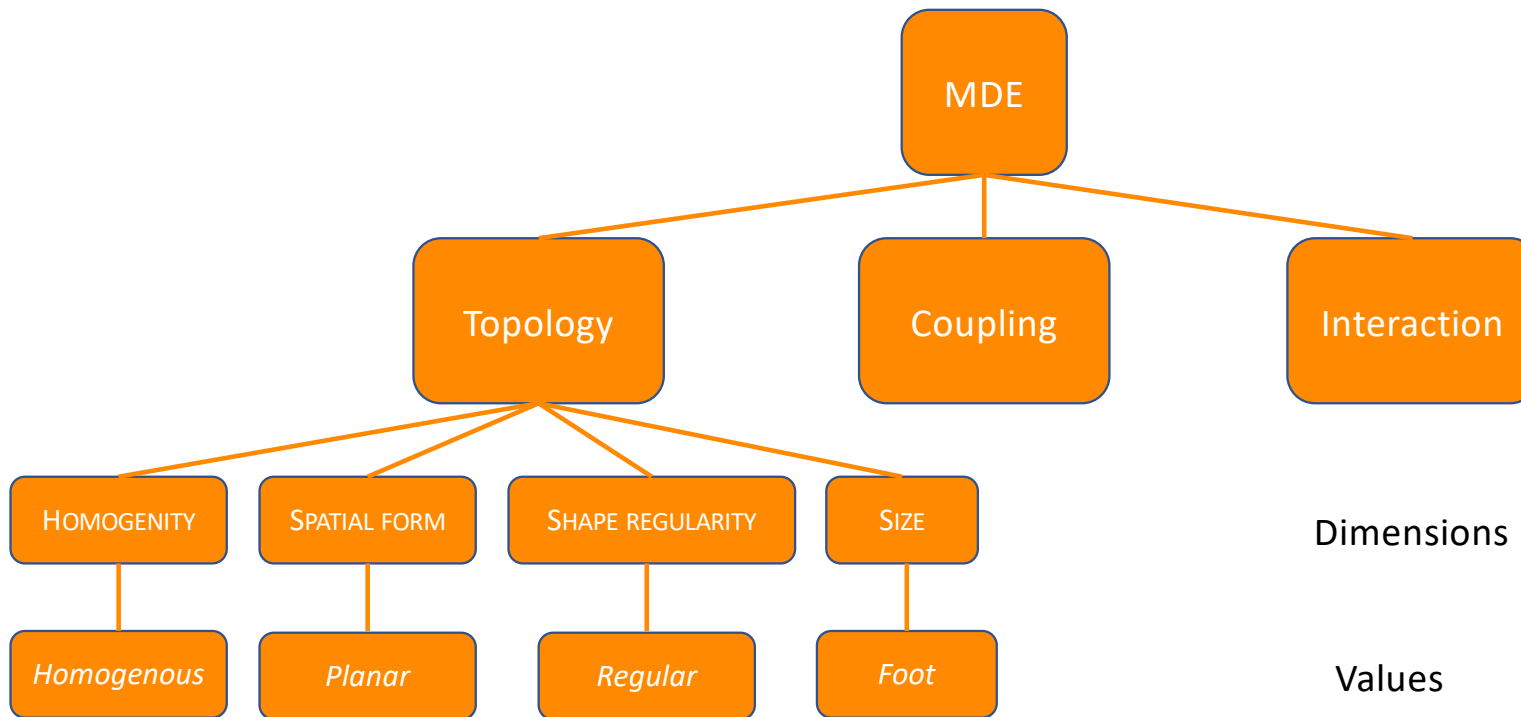 MDE
Topology
Coupling
Interaction
HOMOGENITY
SPATIAL FORM
SHAPE REGULARITY
SIZE
Dimensions
Homogenous
Planar
Regular
Foot
Values